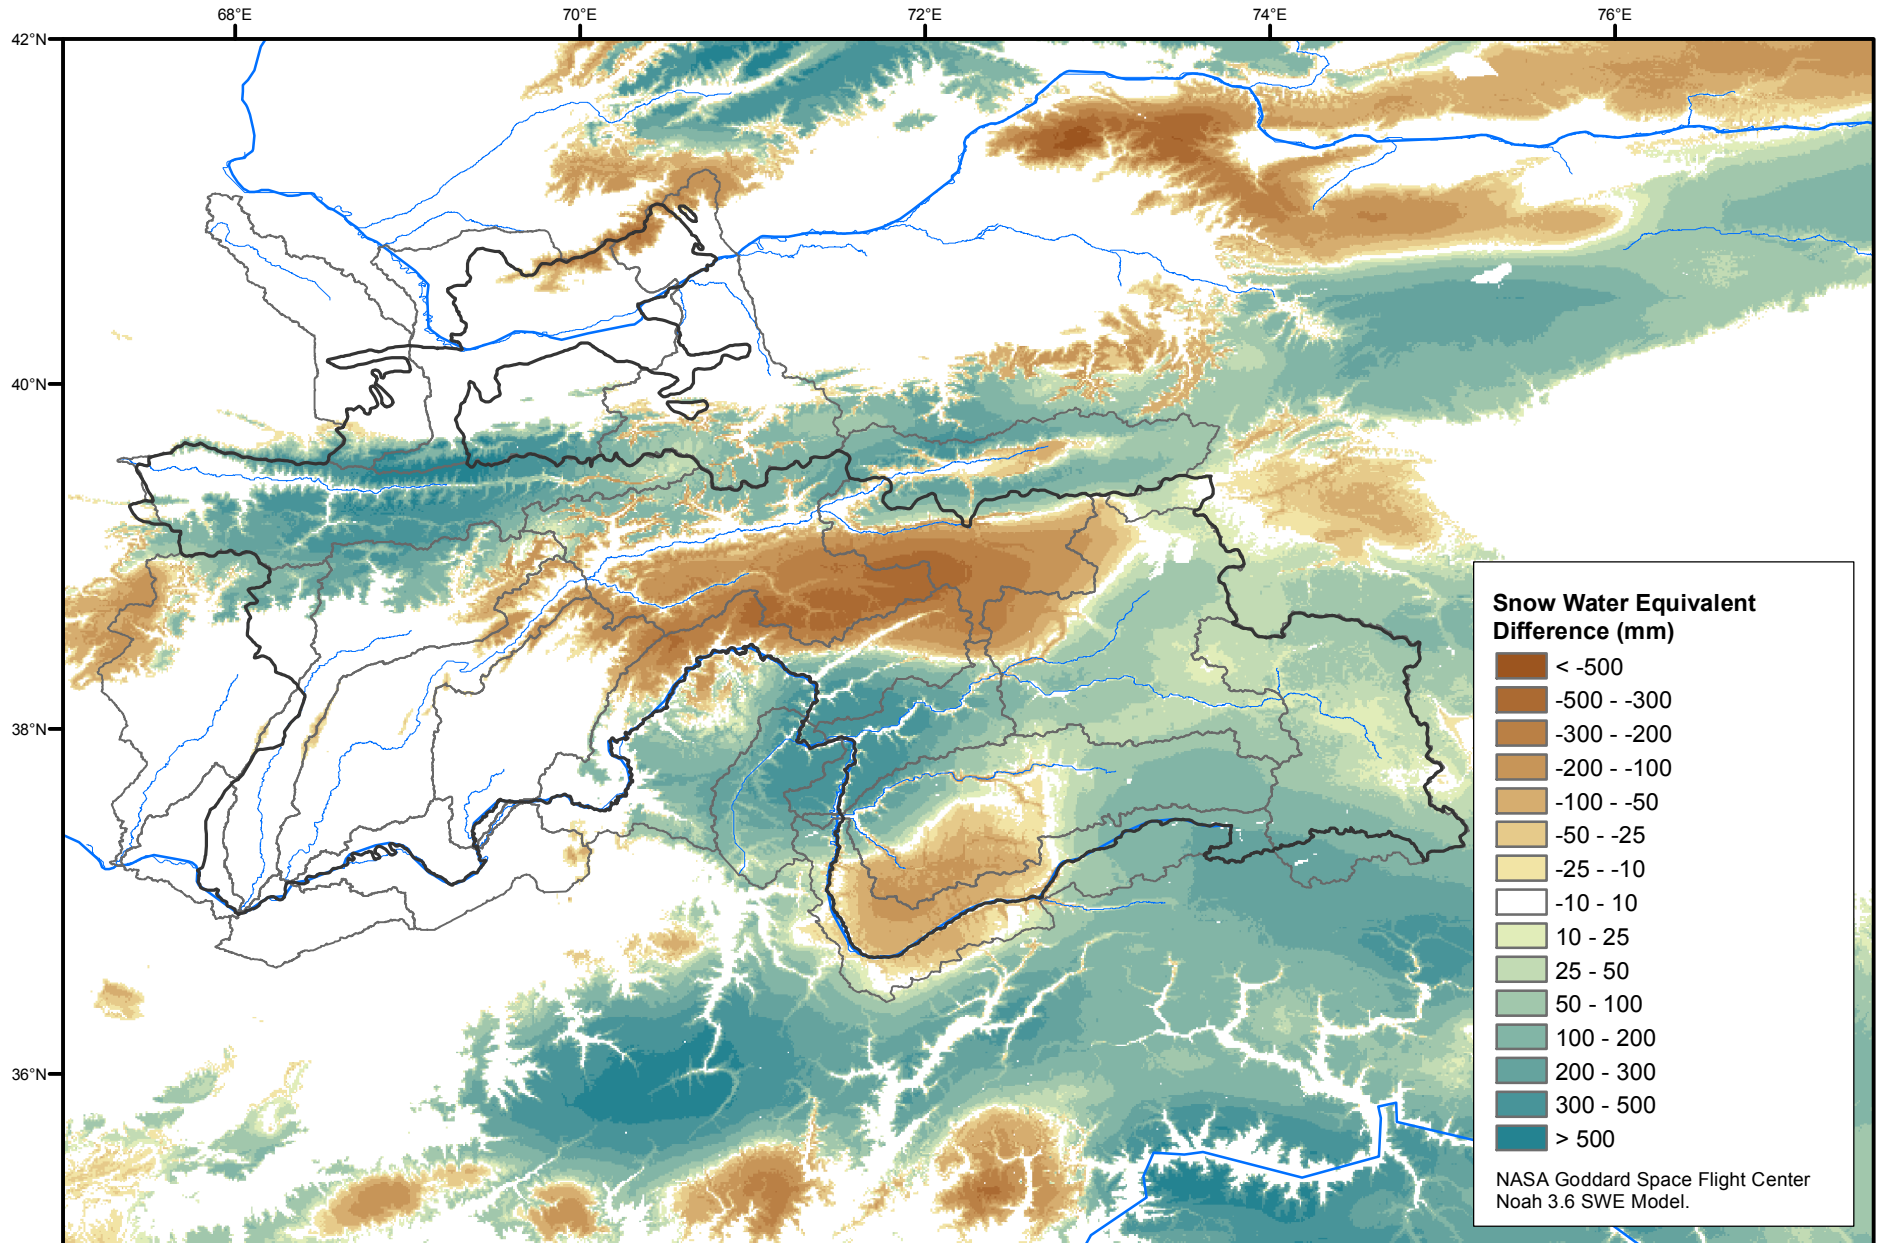 68°E
70°E
72°E
74°E
76°E
42°N
40°N
38°N
36°N
Snow Water Equivalent
Difference (mm)
< -500
-500 - -300
-300 - -200
-200 - -100
-100 - -50
-50 - -25
-25 - -10
-10 - 10
10 - 25
25 - 50
50 - 100
100 - 200
200 - 300
300 - 500
> 500
NASA Goddard Space Flight Center
Noah 3.6 SWE Model.